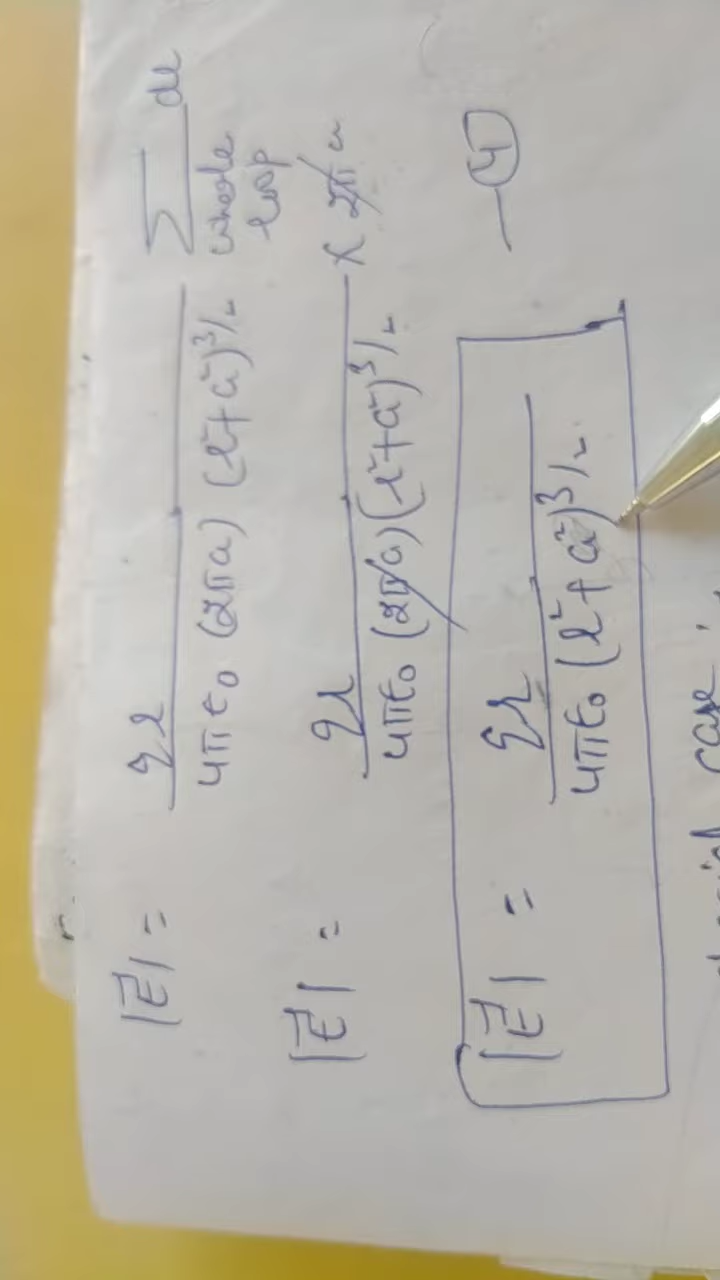 |E⃗| = qr / 4πϵ₀ (2πa) (r²+a²)^3/2 ∑ dl
whole
loop
|E⃗| = qr / 4πϵ₀ (2πa) (r²+a²)^3/2 × 2πa
|E⃗| = qr / 4πϵ₀ (r²+a²)^3/2 —④
case